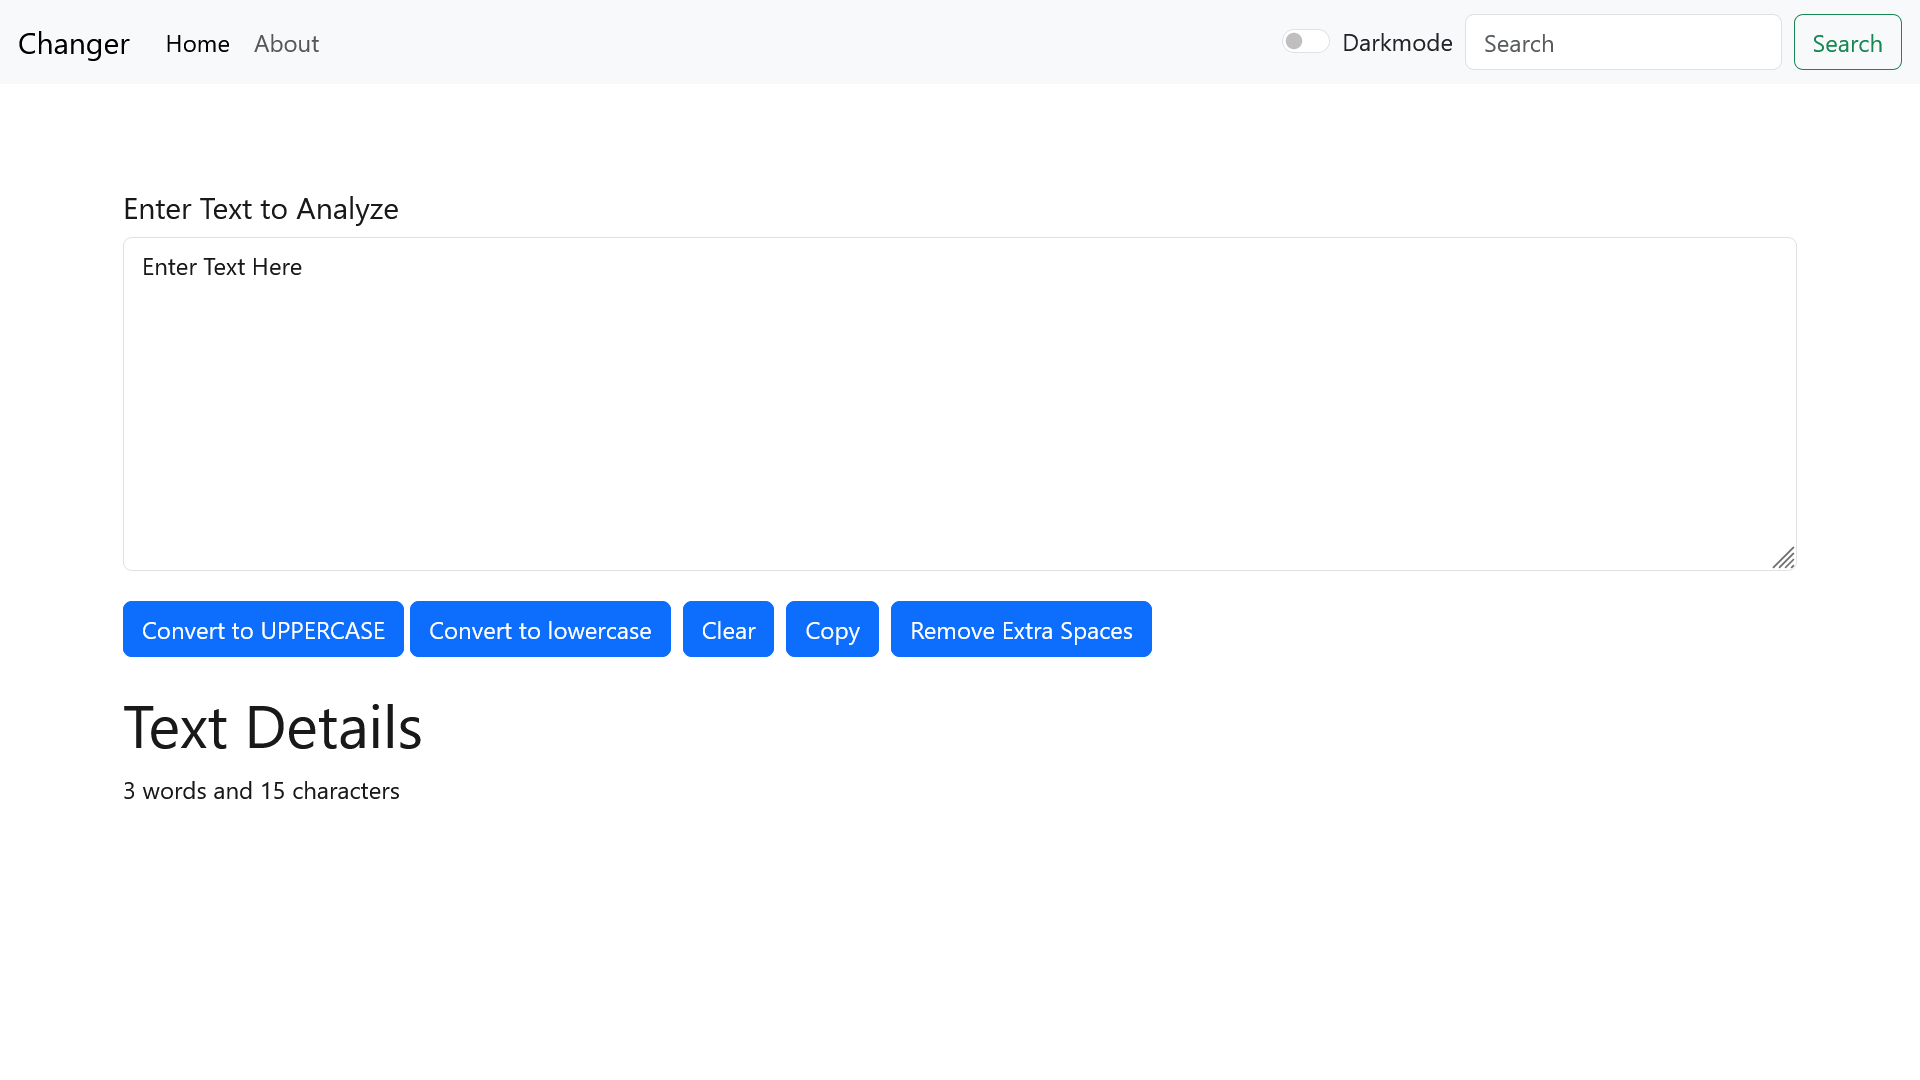 Changer Home About Darkmode Search Search
Enter Text to Analyze
Enter Text Here
Convert to UPPERCASE Convert to lowercase Clear Copy Remove Extra Spaces
Text Details
3 words and 15 characters